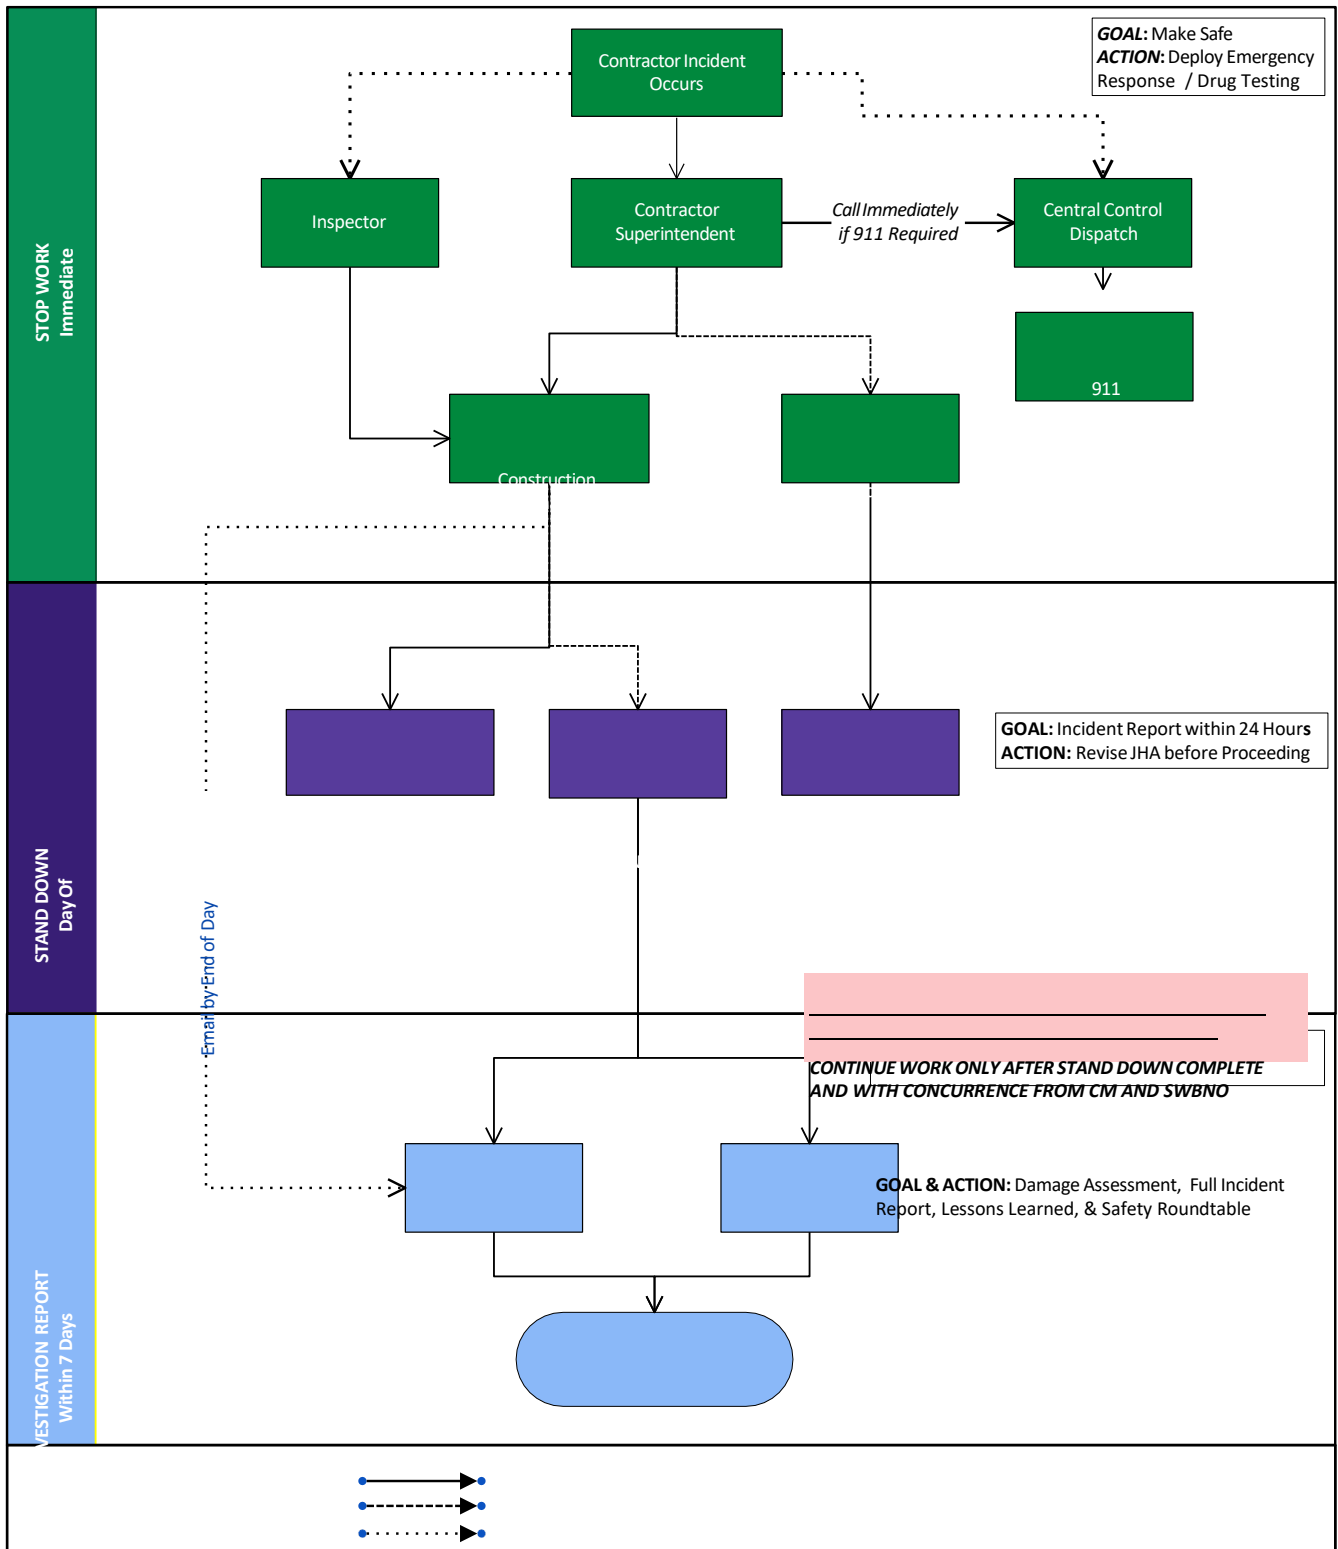 GOAL: Make Safe
ACTION: Deploy Emergency
Response / Drug Testing
Contractor Incident
Occurs
Inspector
Contractor
Superintendent
Call Immediately
if 911 Required
Central Control
Dispatch
911
Construction
STOP WORK
Immediate
GOAL: Incident Report within 24 Hours
ACTION: Revise JHA before Proceeding
STAND DOWN
Day Of
Email by End of Day
CONTINUE WORK ONLY AFTER STAND DOWN COMPLETE
AND WITH CONCURRENCE FROM CM AND SWBNO
GOAL & ACTION: Damage Assessment, Full Incident
Report, Lessons Learned, & Safety Roundtable
VESTIGATION REPORT
Within 7 Days